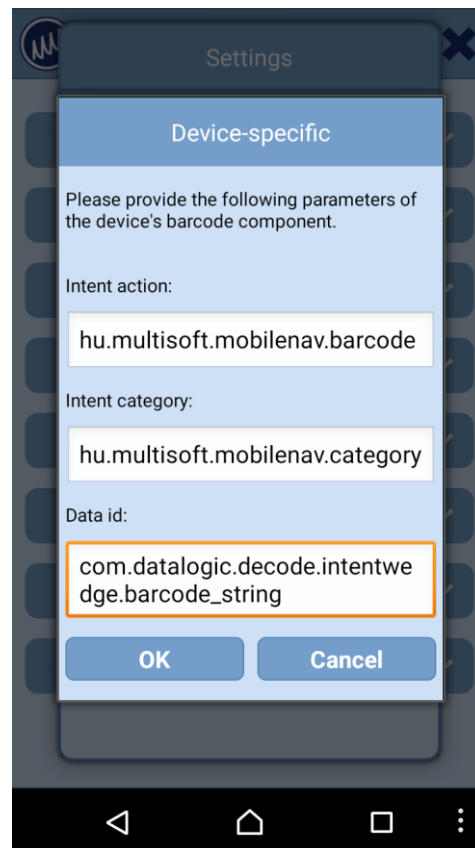 Settings
Device-specific
Please provide the following parameters of
the device's barcode component.
Intent action:
hu.multisoft.mobilenav.barcode
Intent category:
hu.multisoft.mobilenav.category
Data id:
com.datalogic.decode.intentwe
dge.barcode_string
OK Cancel